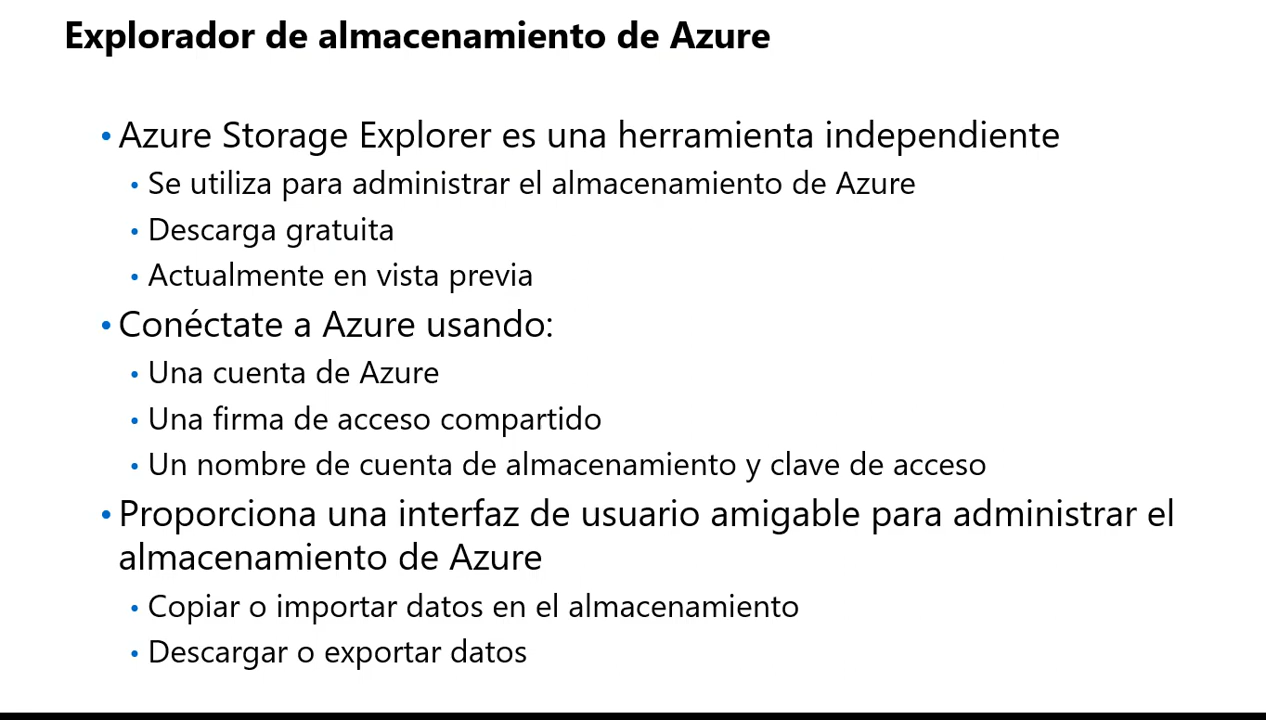 Explorador de almacenamiento de Azure
• Azure Storage Explorer es una herramienta independiente
• Se utiliza para administrar el almacenamiento de Azure
• Descarga gratuita
• Actualmente en vista previa
• Conéctate a Azure usando:
• Una cuenta de Azure
• Una firma de acceso compartido
• Un nombre de cuenta de almacenamiento y clave de acceso
• Proporciona una interfaz de usuario amigable para administrar el
almacenamiento de Azure
• Copiar o importar datos en el almacenamiento
• Descargar o exportar datos